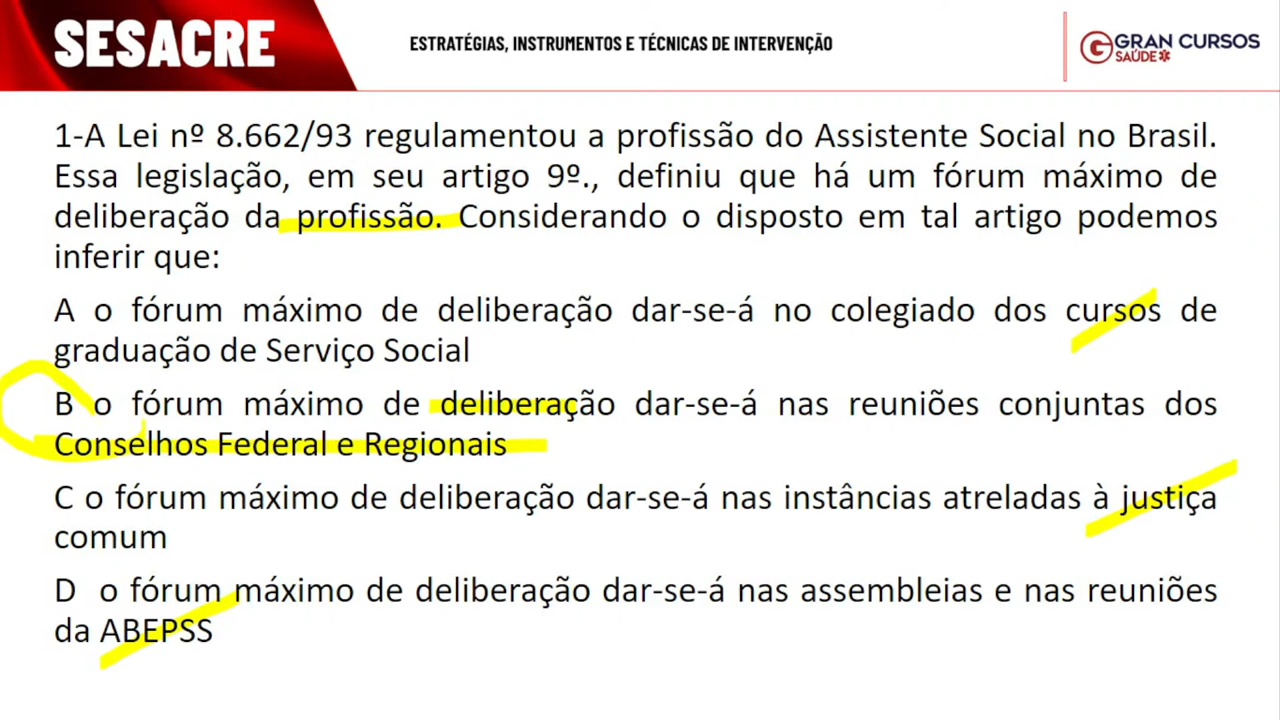 SESACRE
ESTRATÉGIAS, INSTRUMENTOS E TÉCNICAS DE INTERVENÇÃO
GRAN CURSOS
SAÚDE
1-A Lei nº 8.662/93 regulamentou a profissão do Assistente Social no Brasil.
Essa legislação, em seu artigo 9º., definiu que há um fórum máximo de
deliberação da profissão. Considerando o disposto em tal artigo podemos
inferir que:
A o fórum máximo de deliberação dar-se-á no colegiado dos cursos de
graduação de Serviço Social
B o fórum máximo de deliberação dar-se-á nas reuniões conjuntas dos
Conselhos Federal e Regionais
C o fórum máximo de deliberação dar-se-á nas instâncias atreladas à justiça
comum
D o fórum máximo de deliberação dar-se-á nas assembleias e nas reuniões
da ABEPSS